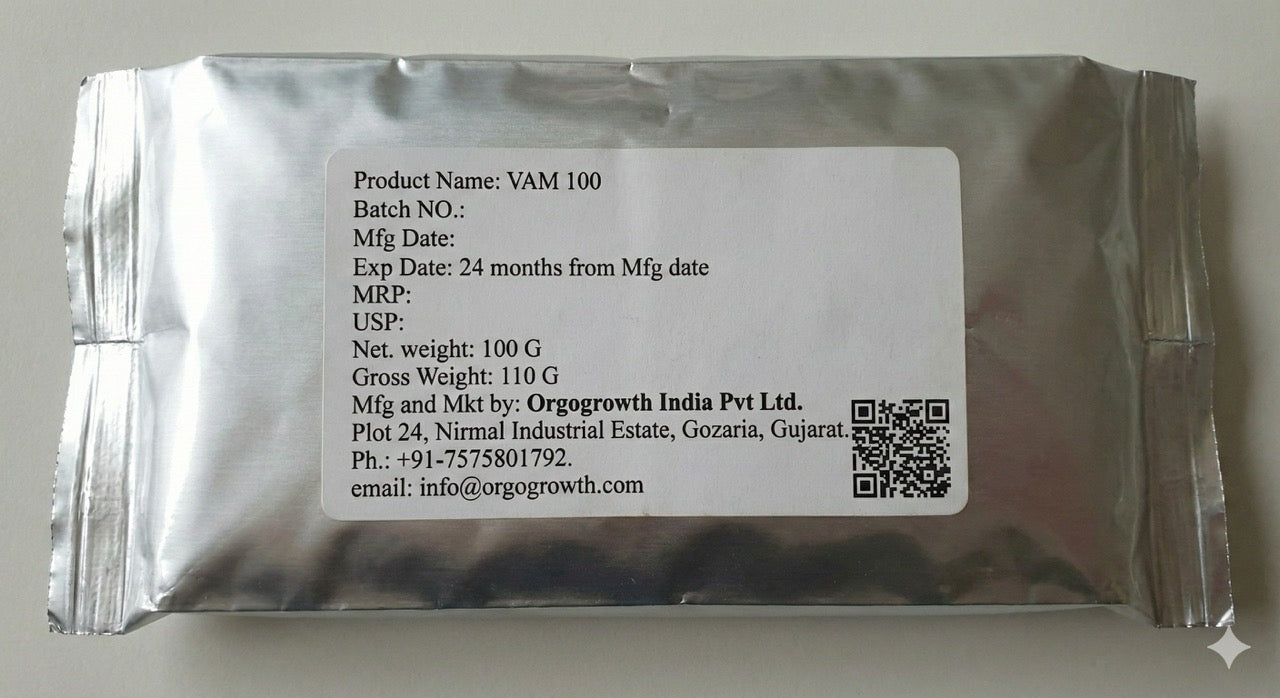 Product Name: VAM 100
Batch NO.:
Mfg Date:
Exp Date: 24 months from Mfg date
MRP:
USP:
Net. weight: 100 G
Gross Weight: 110 G
Mfg and Mkt by: Orgogrowth India Pvt Ltd.
Plot 24, Nirmal Industrial Estate, Gozaria, Gujarat.
Ph.: +91-7575801792.
email: info@orgogrowth.com